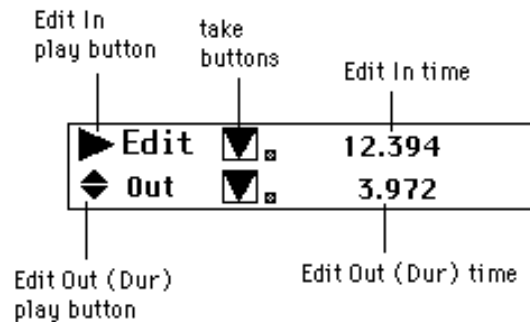 Edit In
play button
take
buttons
Edit In time
Edit 12.394
Out 3.972
Edit Out (Dur)
play button
Edit Out (Dur) time